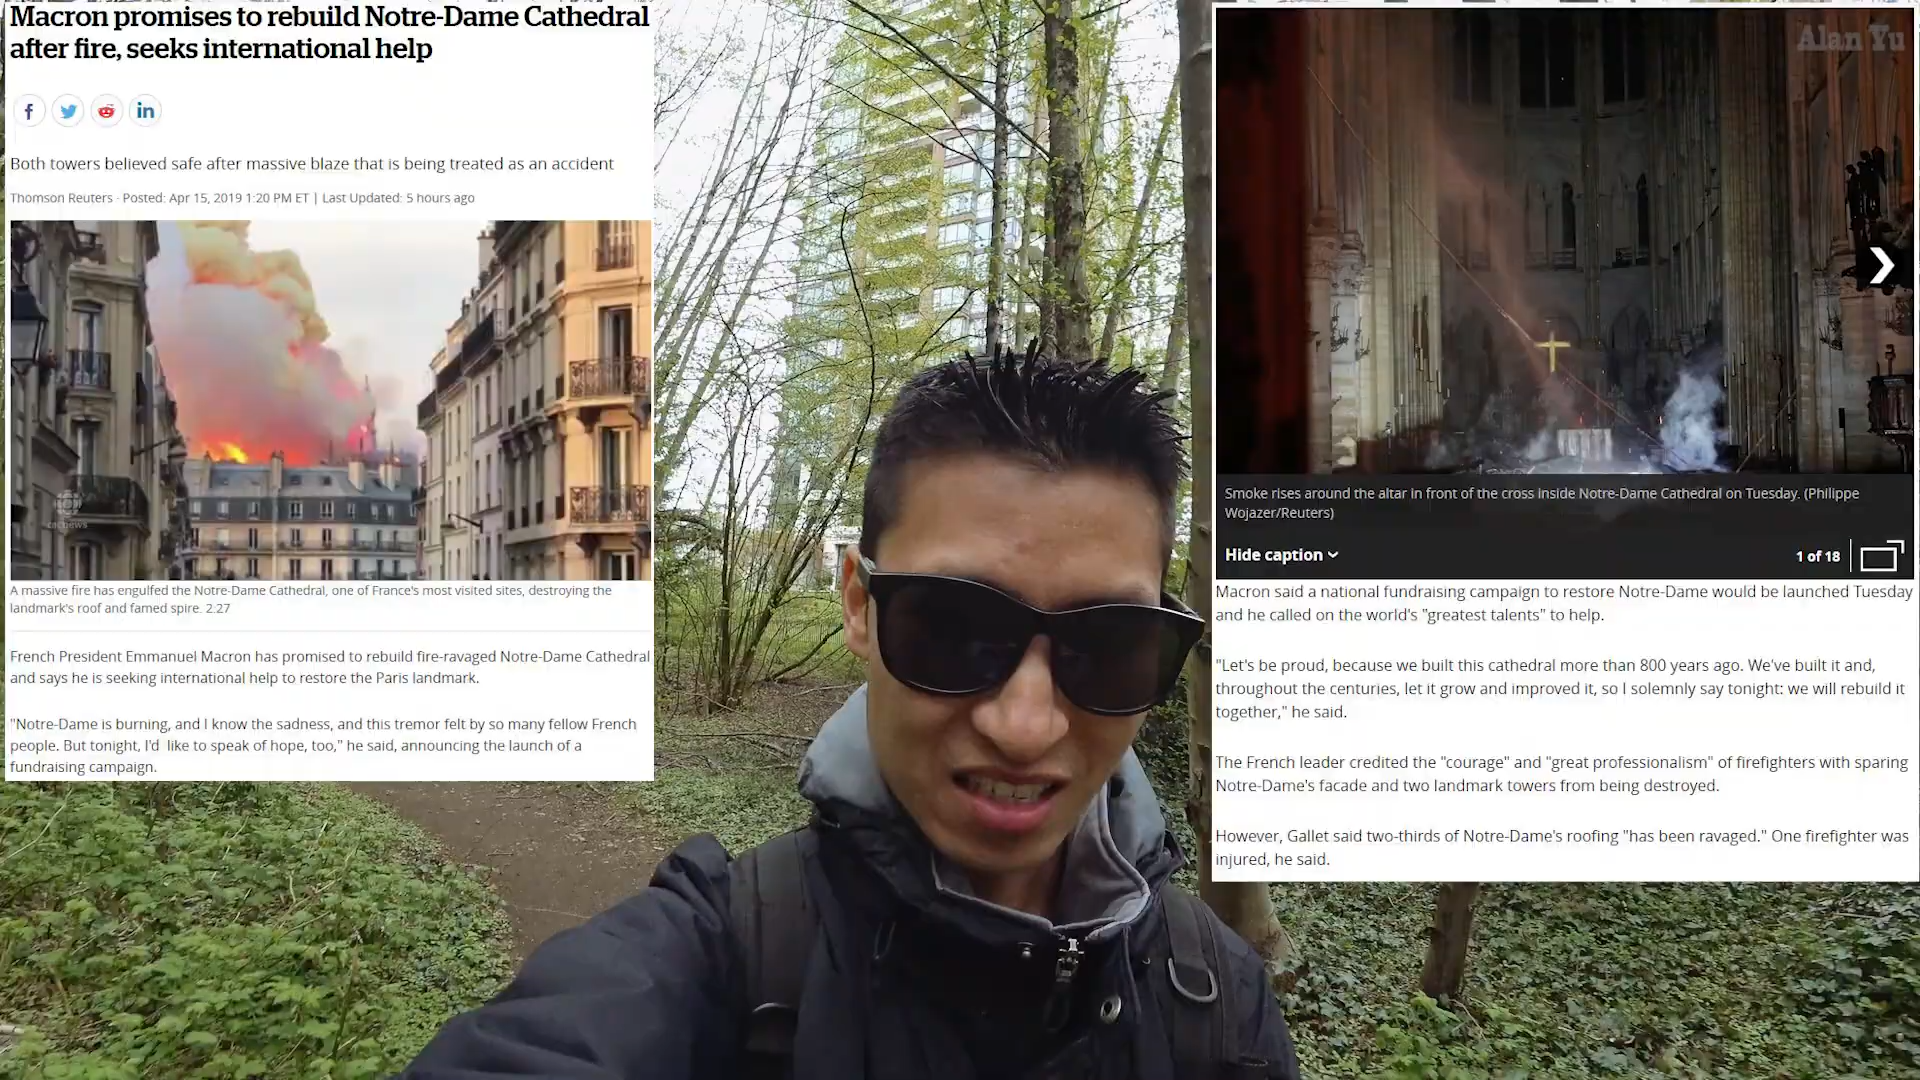 Macron promises to rebuild Notre-Dame Cathedral
after fire, seeks international help
f
in
Both towers believed safe after massive blaze that is being treated as an accident
Thomson Reuters · Posted: Apr 15, 2019 1:20 PM ET | Last Updated: 5 hours ago
cbcnews
A massive fire has engulfed the Notre-Dame Cathedral, one of France's most visited sites, destroying the
landmark's roof and famed spire. 2:27
French President Emmanuel Macron has promised to rebuild fire-ravaged Notre-Dame Cathedral
and says he is seeking international help to restore the Paris landmark.
"Notre-Dame is burning, and I know the sadness, and this tremor felt by so many fellow French
people. But tonight, I'd like to speak of hope, too," he said, announcing the launch of a
fundraising campaign.
Alan Yu
Smoke rises around the altar in front of the cross inside Notre-Dame Cathedral on Tuesday. (Philippe
Wojazer/Reuters)
Hide caption
1 of 18
Macron said a national fundraising campaign to restore Notre-Dame would be launched Tuesday
and he called on the world's "greatest talents" to help.
"Let's be proud, because we built this cathedral more than 800 years ago. We've built it and,
throughout the centuries, let it grow and improved it, so I solemnly say tonight: we will rebuild it
together," he said.
The French leader credited the "courage" and "great professionalism" of firefighters with sparing
Notre-Dame's facade and two landmark towers from being destroyed.
However, Gallet said two-thirds of Notre-Dame's roofing "has been ravaged." One firefighter was
injured, he said.